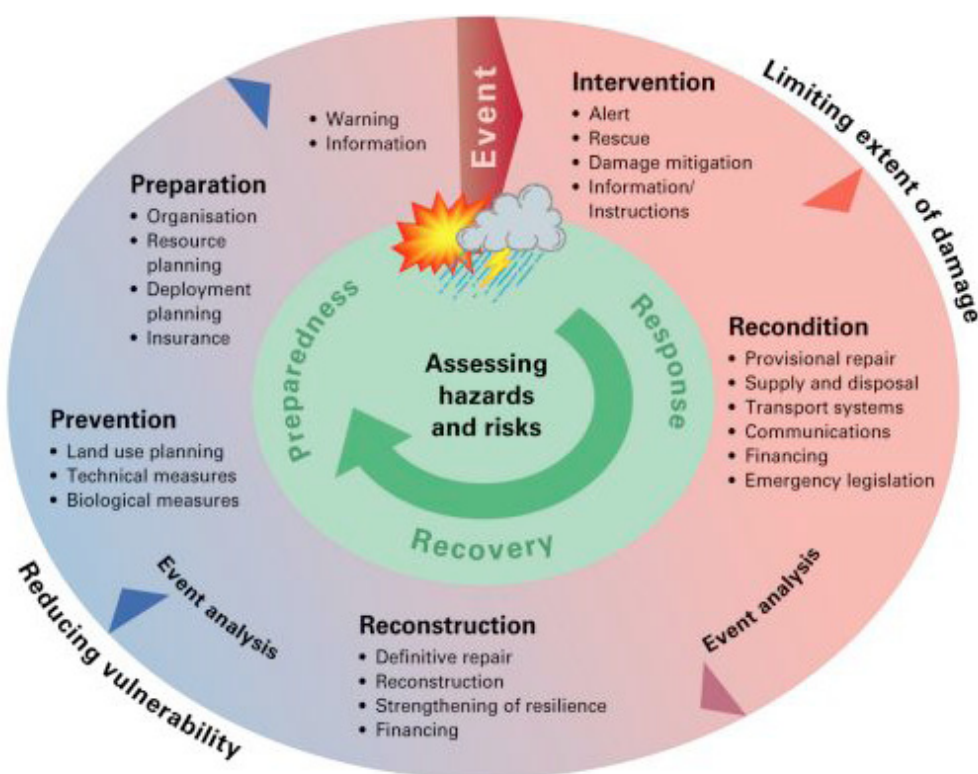 Event
Intervention
• Alert
• Rescue
• Damage mitigation
• Information/
Instructions
Limiting extent of damage
Recondition
• Provisional repair
• Supply and disposal
• Transport systems
• Communications
• Financing
• Emergency legislation
Event analysis
Reconstruction
• Definitive repair
• Reconstruction
• Strengthening of resilience
• Financing
Event analysis
Reducing vulnerability
Prevention
• Land use planning
• Technical measures
• Biological measures
Preparation
• Organisation
• Resource
planning
• Deployment
planning
• Insurance
• Warning
• Information
Preparedness
Response
Recovery
Assessing
hazards
and risks